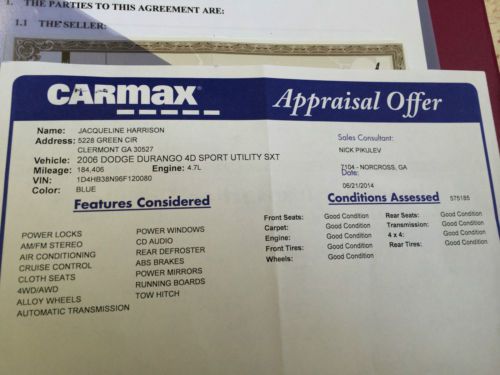 1. THE PARTIES TO THIS AGREEMENT ARE:
1.1 THE SELLER:
CARMAX
Appraisal Offer
Name: JACQUELINE HARRISON
Address: 5228 GREEN CIR
CLERMONT GA 30527
Vehicle: 2006 DODGE DURANGO 4D SPORT UTILITY SXT
Mileage: 184,406 Engine: 4.7L
VIN: 1D4HB38N96F120080
Color: BLUE
Sales Consultant:
NICK PIKULEV
7104 - NORCROSS, GA
Date:
06/21/2014
Features Considered
POWER LOCKS
AM/FM STEREO
AIR CONDITIONING
CRUISE CONTROL
CLOTH SEATS
4WD/AWD
ALLOY WHEELS
AUTOMATIC TRANSMISSION
POWER WINDOWS
CD AUDIO
REAR DEFROSTER
ABS BRAKES
POWER MIRRORS
RUNNING BOARDS
TOW HITCH
Conditions Assessed 575185
Front Seats: Good Condition Rear Seats: Good Condition
Carpet: Good Condition Transmission: Good Condition
Engine: Good Condition 4 x 4: Good Condition
Front Tires: Good Condition Rear Tires: Good Condition
Wheels: Good Condition